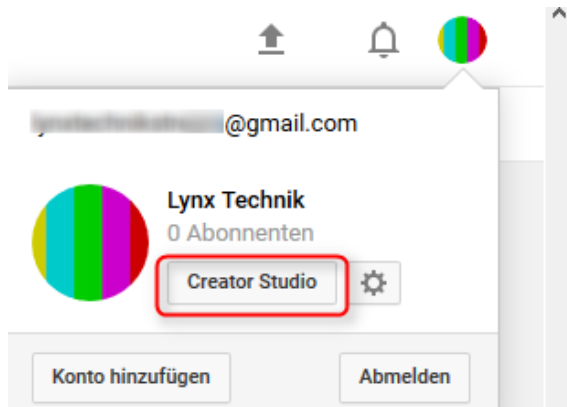 @gmail.com
Lynx Technik
0 Abonnenten
Creator Studio
Konto hinzufügen Abmelden